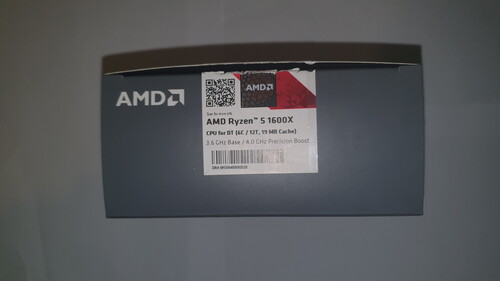 AMD
AMD
AMD Ryzen™ 5 1600X
CPU for DT (6C / 12T, 19 MB Cache)
3.6 GHz Base / 4.0 GHz Precision Boost